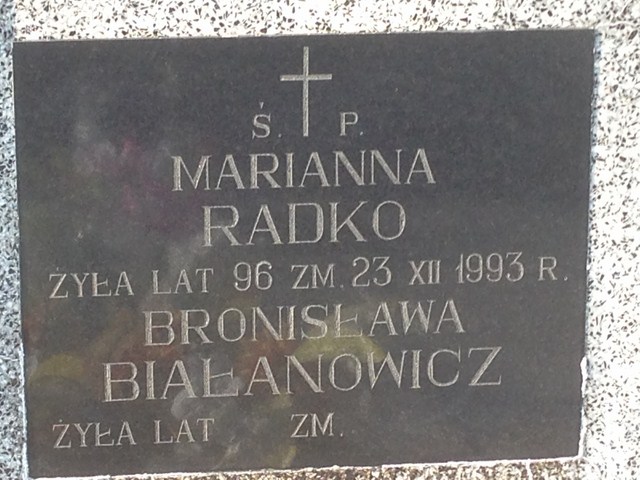 Ś. P.
MARIANNA
RADKO
ŻYŁA LAT 96 ZM. 23 XII 1993 R.
BRONISŁAWA
BIAŁANOWICZ
ŻYŁA LAT ZM.